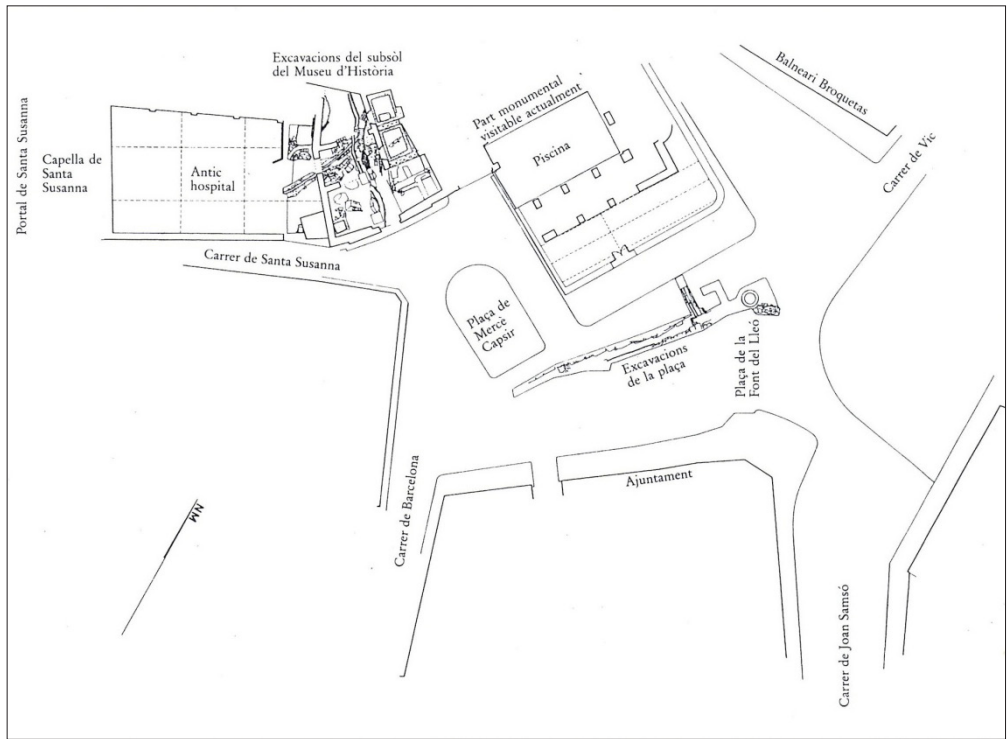 Excavacions del subsòl
del Museu d'Història
Portal de Santa Susanna
Capella de
Santa
Susanna
Antic
hospital
Part monumental
visitable actualment
Piscina
Balneari Broquetas
Carrer de Vic
Carrer de Santa Susanna
Plaça de
Mercè
Capsir
Excavacions
de la plaça
Plaça de la
Font del Lleó
Carrer de Barcelona
Ajuntament
NM
Carrer de Joan Samsó